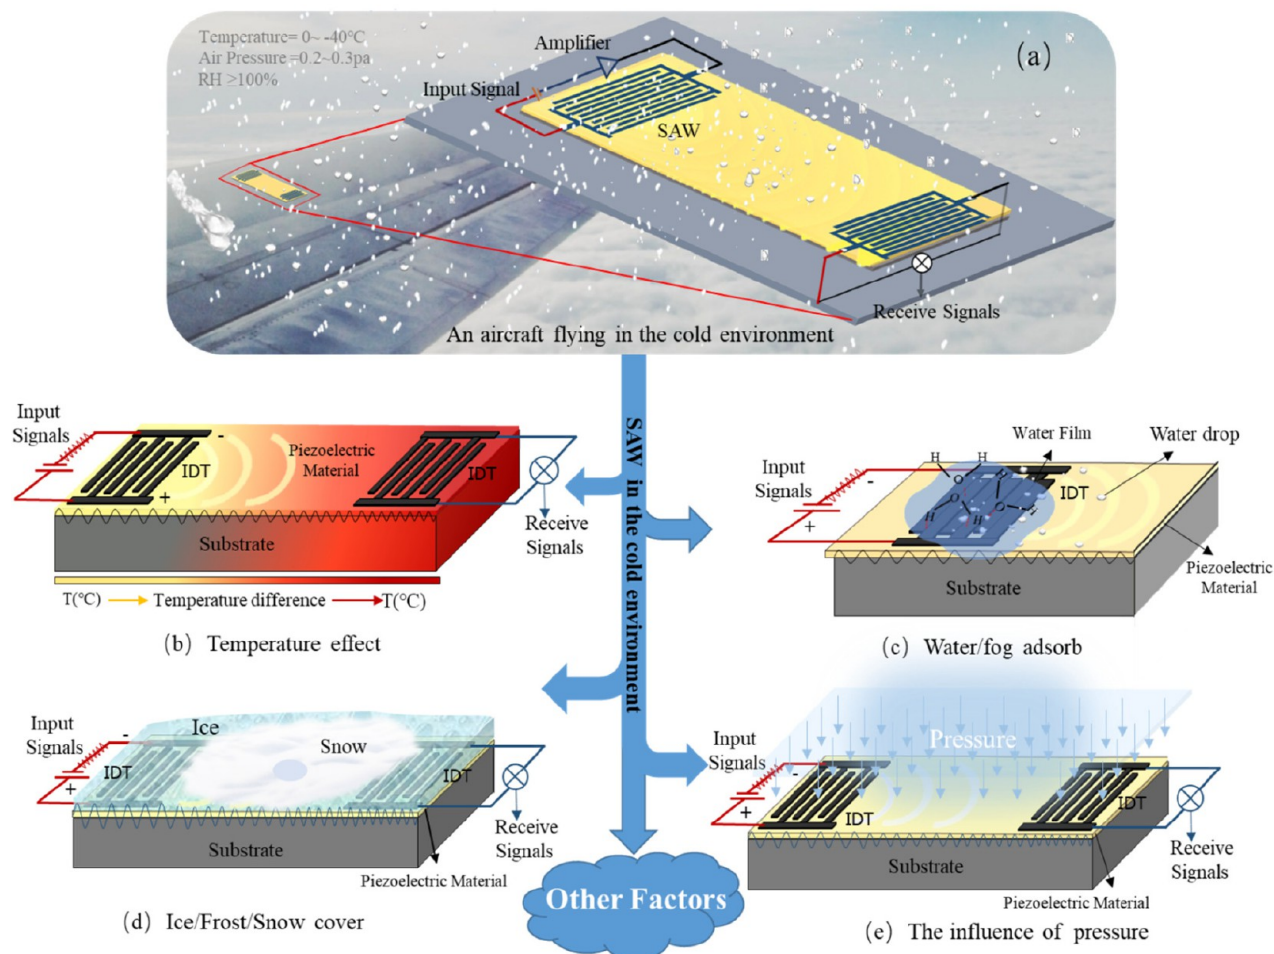 Temperature= 0~ -40℃
Air Pressure =0.2~0.3pa
RH ≥100%
Amplifier
(a)
Input Signal
SAW
Receive Signals
An aircraft flying in the cold environment
SAW in the cold environment
Input
Signals
-
+
IDT
Piezoelectric
Material
IDT
Substrate
Receive
Signals
T(℃)
Temperature difference
T(℃)
(b) Temperature effect
Water Film
Water drop
Input
Signals
-
+
H
H
O
H
O
H
H
O
H
IDT
Substrate
Piezoelectric
Material
(c) Water/fog adsorb
Input
Signals
-
+
Ice
Snow
IDT
IDT
Substrate
Receive
Signals
Piezoelectric Material
(d) Ice/Frost/Snow cover
Input
Signals
-
+
Pressure
IDT
IDT
Substrate
Receive
Signals
Piezoelectric Material
(e) The influence of pressure
Other Factors